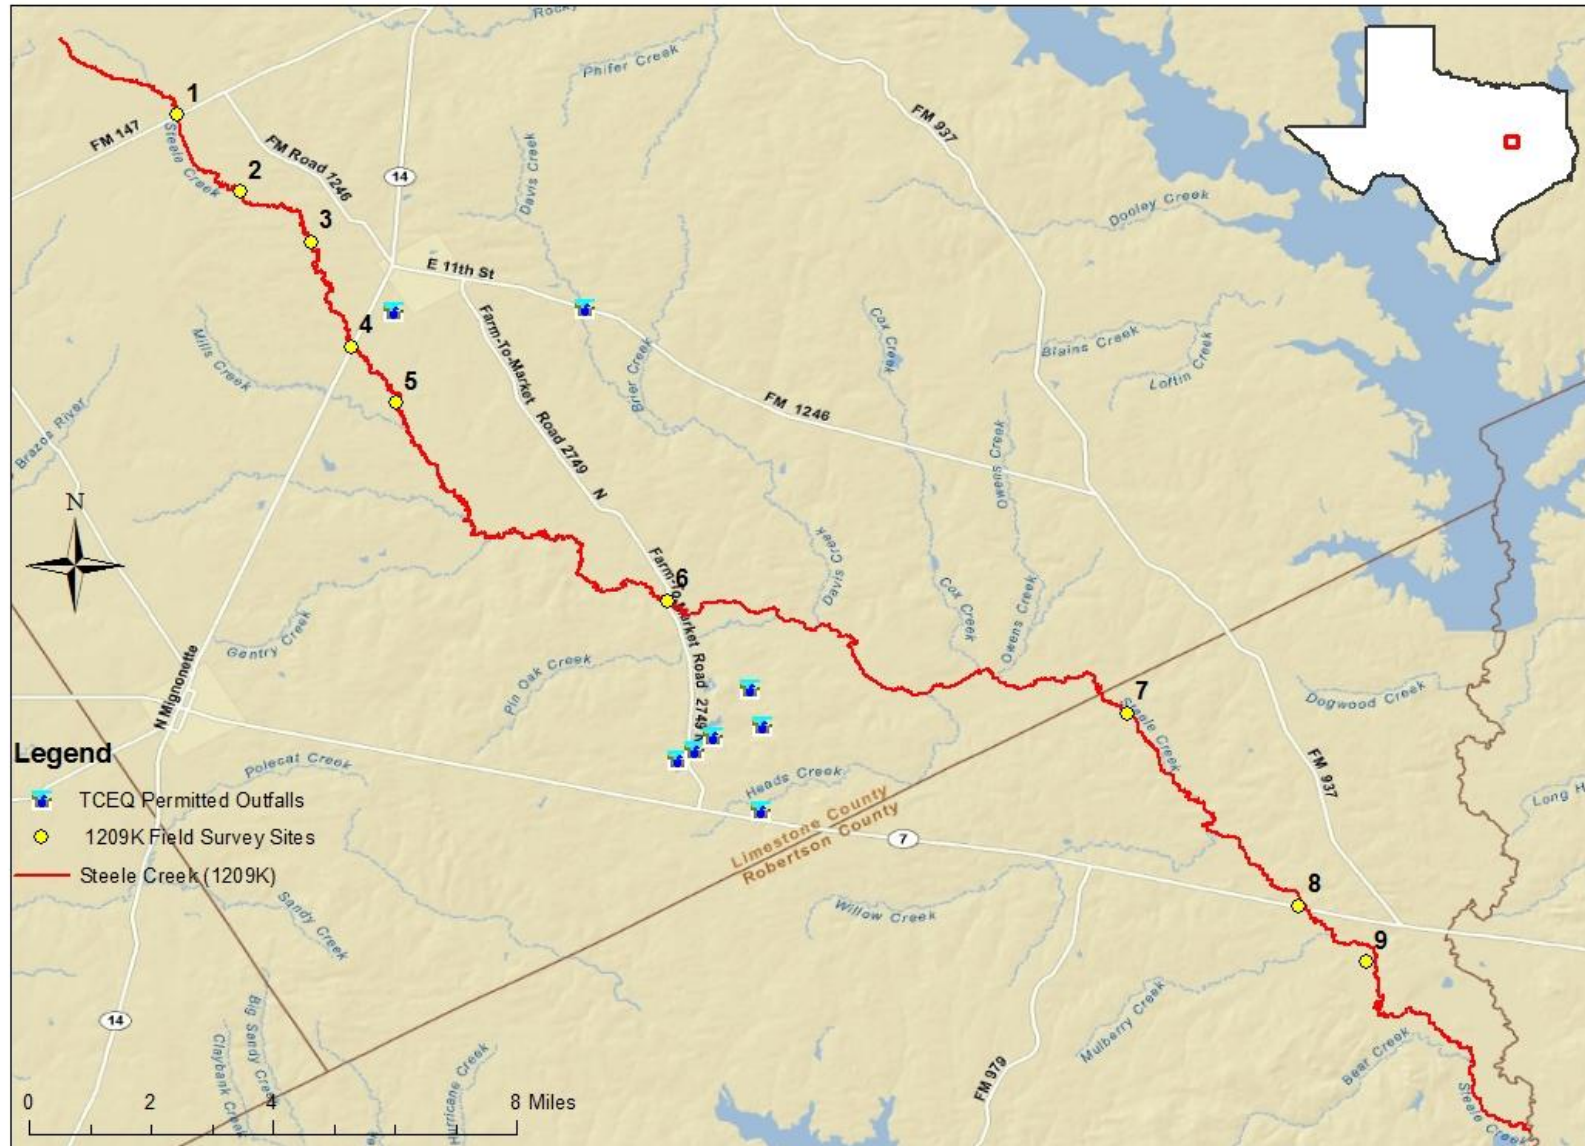 Rocky
Phifer Creek
1
FM 147
Steele Creek
FM Road 1246
14
Davis Creek
FM 937
2
Dooley Creek
3
E 11th St
4
Mills Creek
Farm-To-Market Road 2749 N
Brier Creek
Cox Creek
Blains Creek
Loftin Creek
5
FM 1246
Brazos River
Owens Creek
N
Farm-To-Market Road 2749 N
6
Davis Creek
Cox Creek
Owens Creek
Gentry Creek
Pin Oak Creek
N Mignonette
7
Steele Creek
Dogwood Creek
Legend
Polecat Creek
Heads Creek
FM 937
TCEQ Permitted Outfalls
1209K Field Survey Sites
Steele Creek (1209K)
Limestone County
Robertson County
7
Long H
Sandy Creek
Willow Creek
8
9
14
Big Sandy Creek
Claybank Creek
Hurricane Creek
FM 979
Mulberry Creek
Bear Creek
Steele Creek
0 2 4 8 Miles